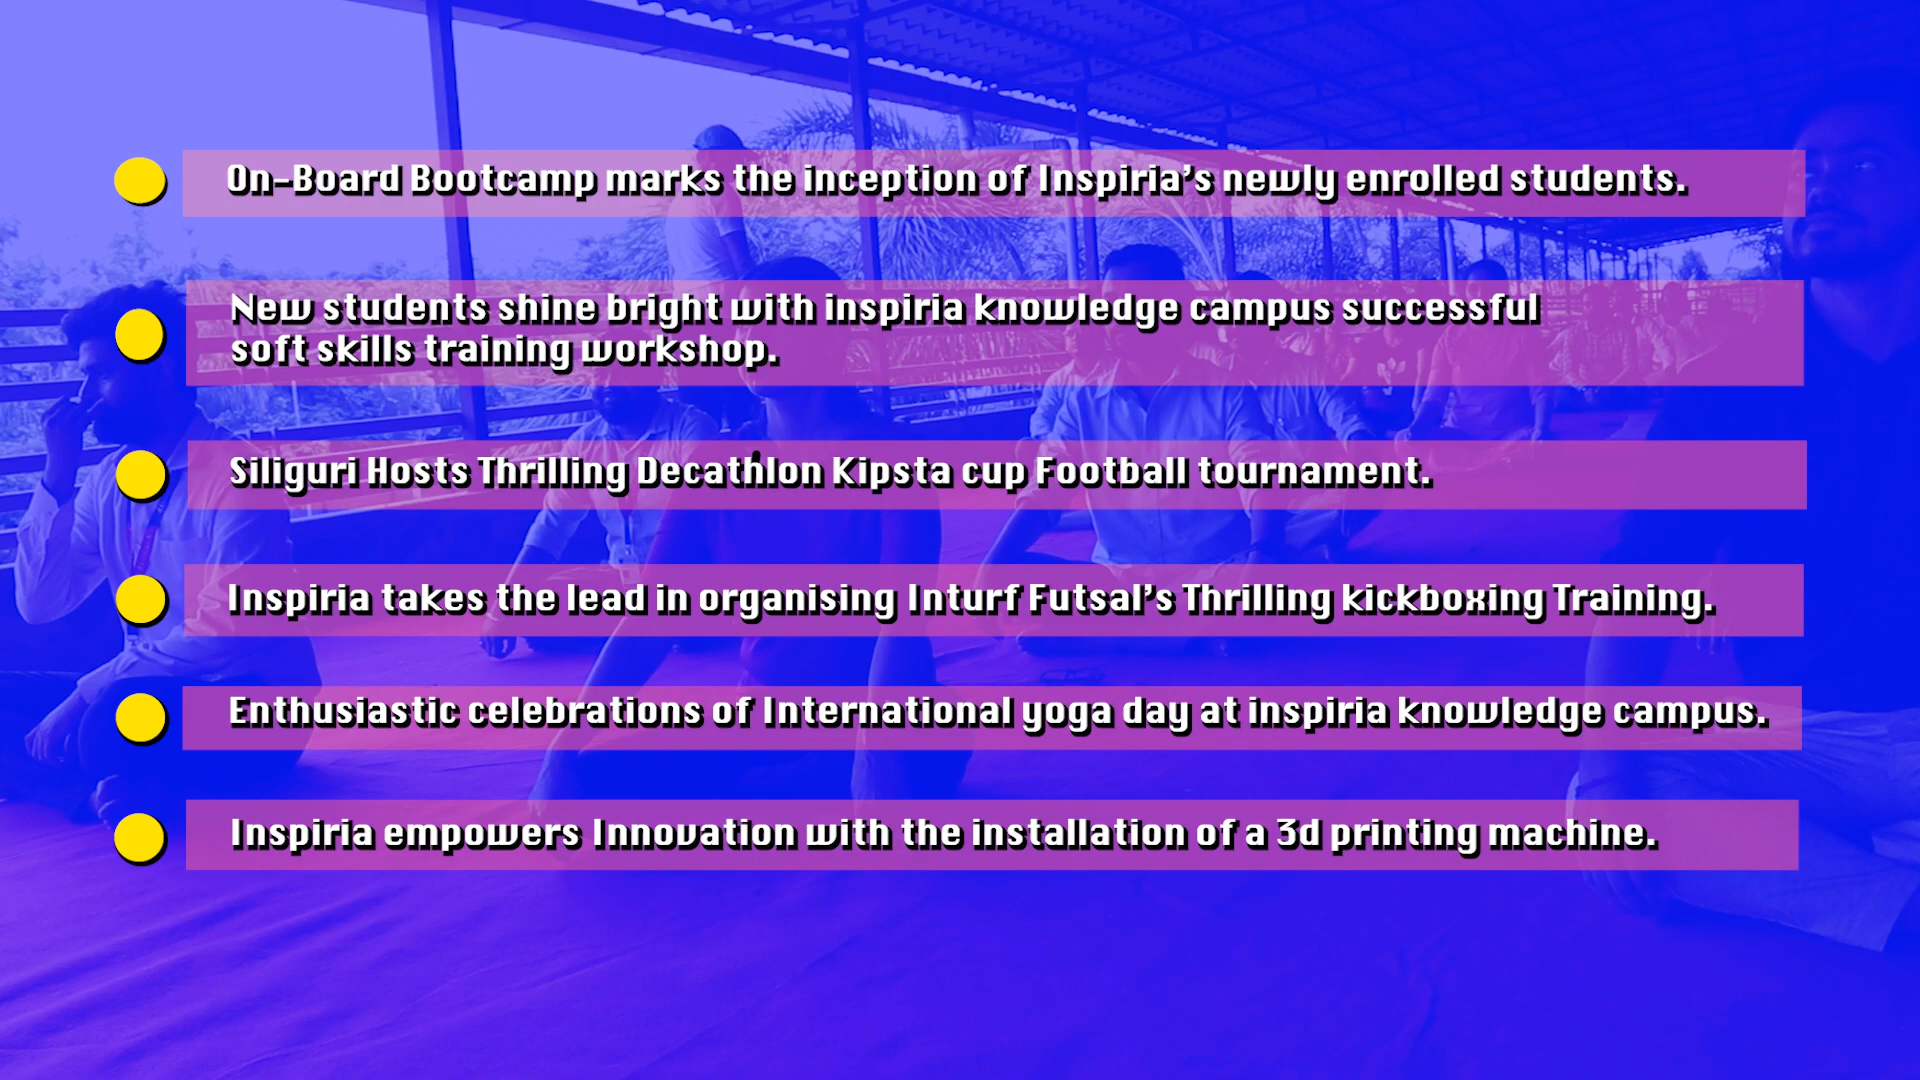 On-Board Bootcamp marks the inception of Inspiria's newly enrolled students.
New students shine bright with inspiria knowledge campus successful
soft skills training workshop.
Siliguri Hosts Thrilling Decathlon Kipsta cup Football tournament.
Inspiria takes the lead in organising Inturf Futsal's Thrilling kickboxing Training.
Enthusiastic celebrations of International yoga day at inspiria knowledge campus.
Inspiria empowers Innovation with the installation of a 3d printing machine.